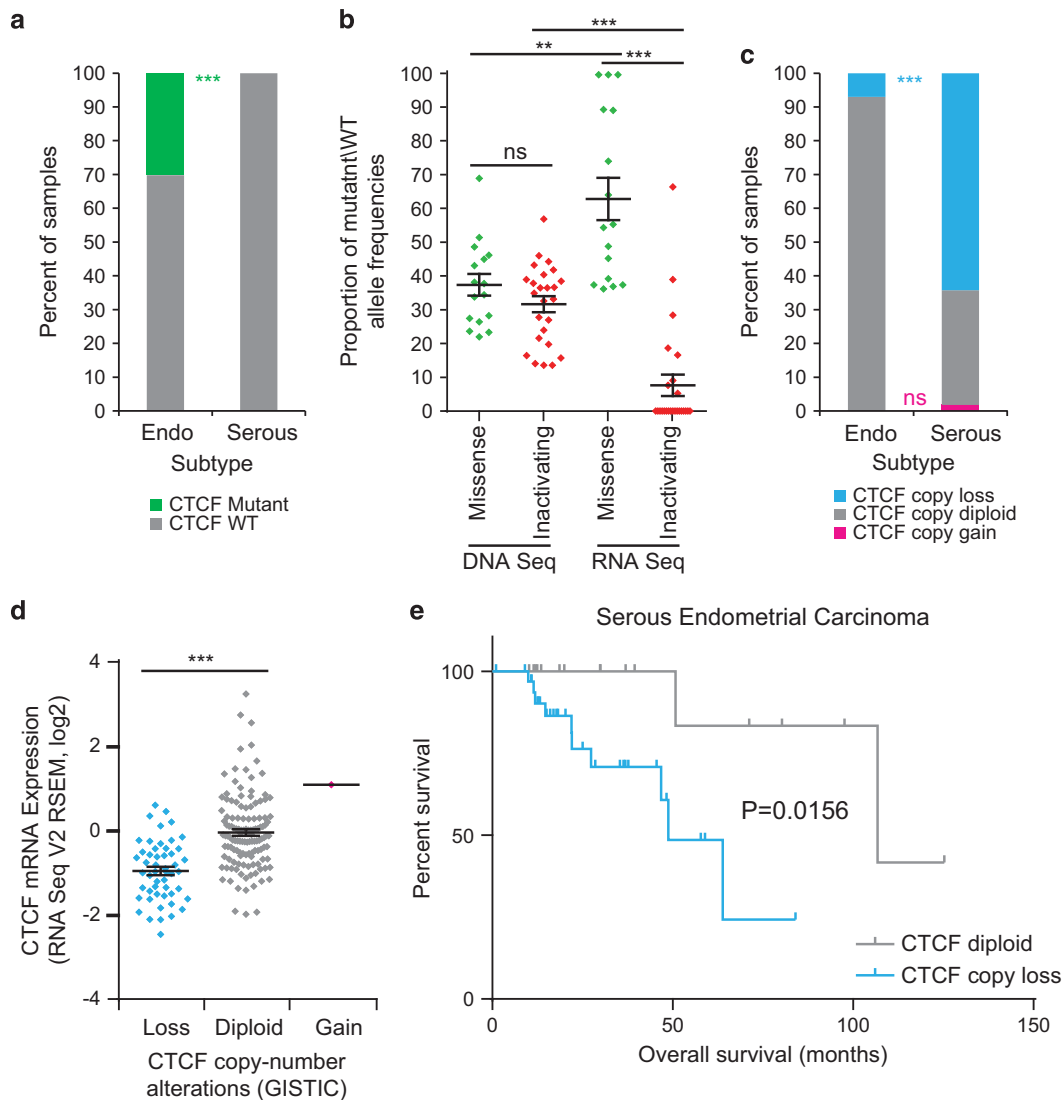 a
***
100
90
80
70
60
50
40
30
20
10
0
Percent of samples
Endo
Serous
Subtype
CTCF Mutant
CTCF WT
b
***
**
***
ns
100
90
80
70
60
50
40
30
20
10
0
Proportion of mutatnt\WT
allele frequencies
Missense
Inactivating
Missense
Inactivating
DNA Seq
RNA Seq
c
***
100
90
80
70
60
50
40
30
20
10
0
Percent of samples
ns
Endo
Serous
Subtype
CTCF copy loss
CTCF copy diploid
CTCF copy gain
d
***
4
2
0
-2
-4
CTCF mRNA Expression
(RNA Seq V2 RSEM, log2)
Loss
Diploid
Gain
CTCF copy-number
alterations (GISTIC)
e
Serous Endometrial Carcinoma
100
50
0
Percent survival
P=0.0156
CTCF diploid
CTCF copy loss
0
50
100
150
Overall survival (months)